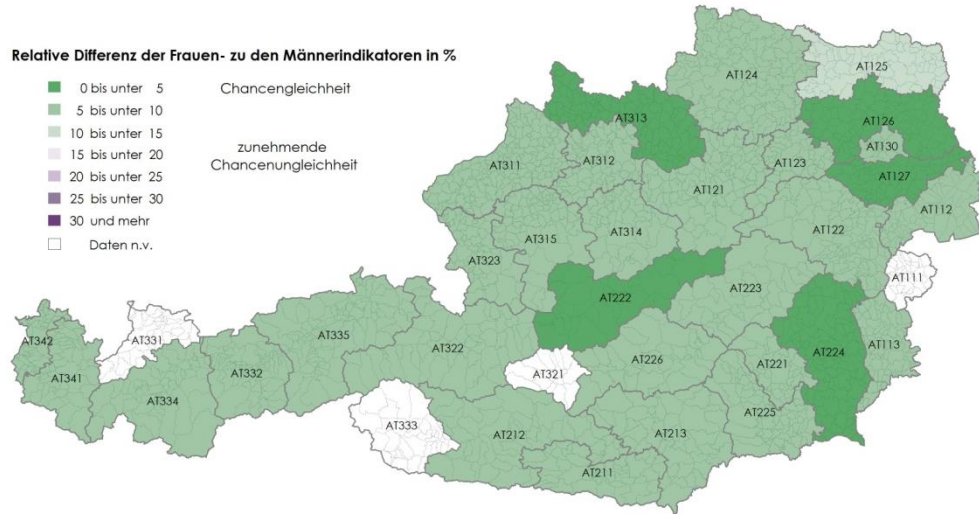 Relative Differenz der Frauen- zu den Männerindikatoren in %
0 bis unter 5 Chancengleichheit
5 bis unter 10
10 bis unter 15
15 bis unter 20 zunehmende
20 bis unter 25 Chancenungleichheit
25 bis unter 30
30 und mehr
Daten n.v.
AT124
AT125
AT313
AT126
AT130
AT311
AT312
AT123
AT121
AT127
AT112
AT315
AT314
AT122
AT323
AT111
AT222
AT223
AT331
AT335
AT342
AT322
AT224
AT113
AT341
AT332
AT321
AT226
AT221
AT334
AT225
AT333
AT212
AT213
AT211